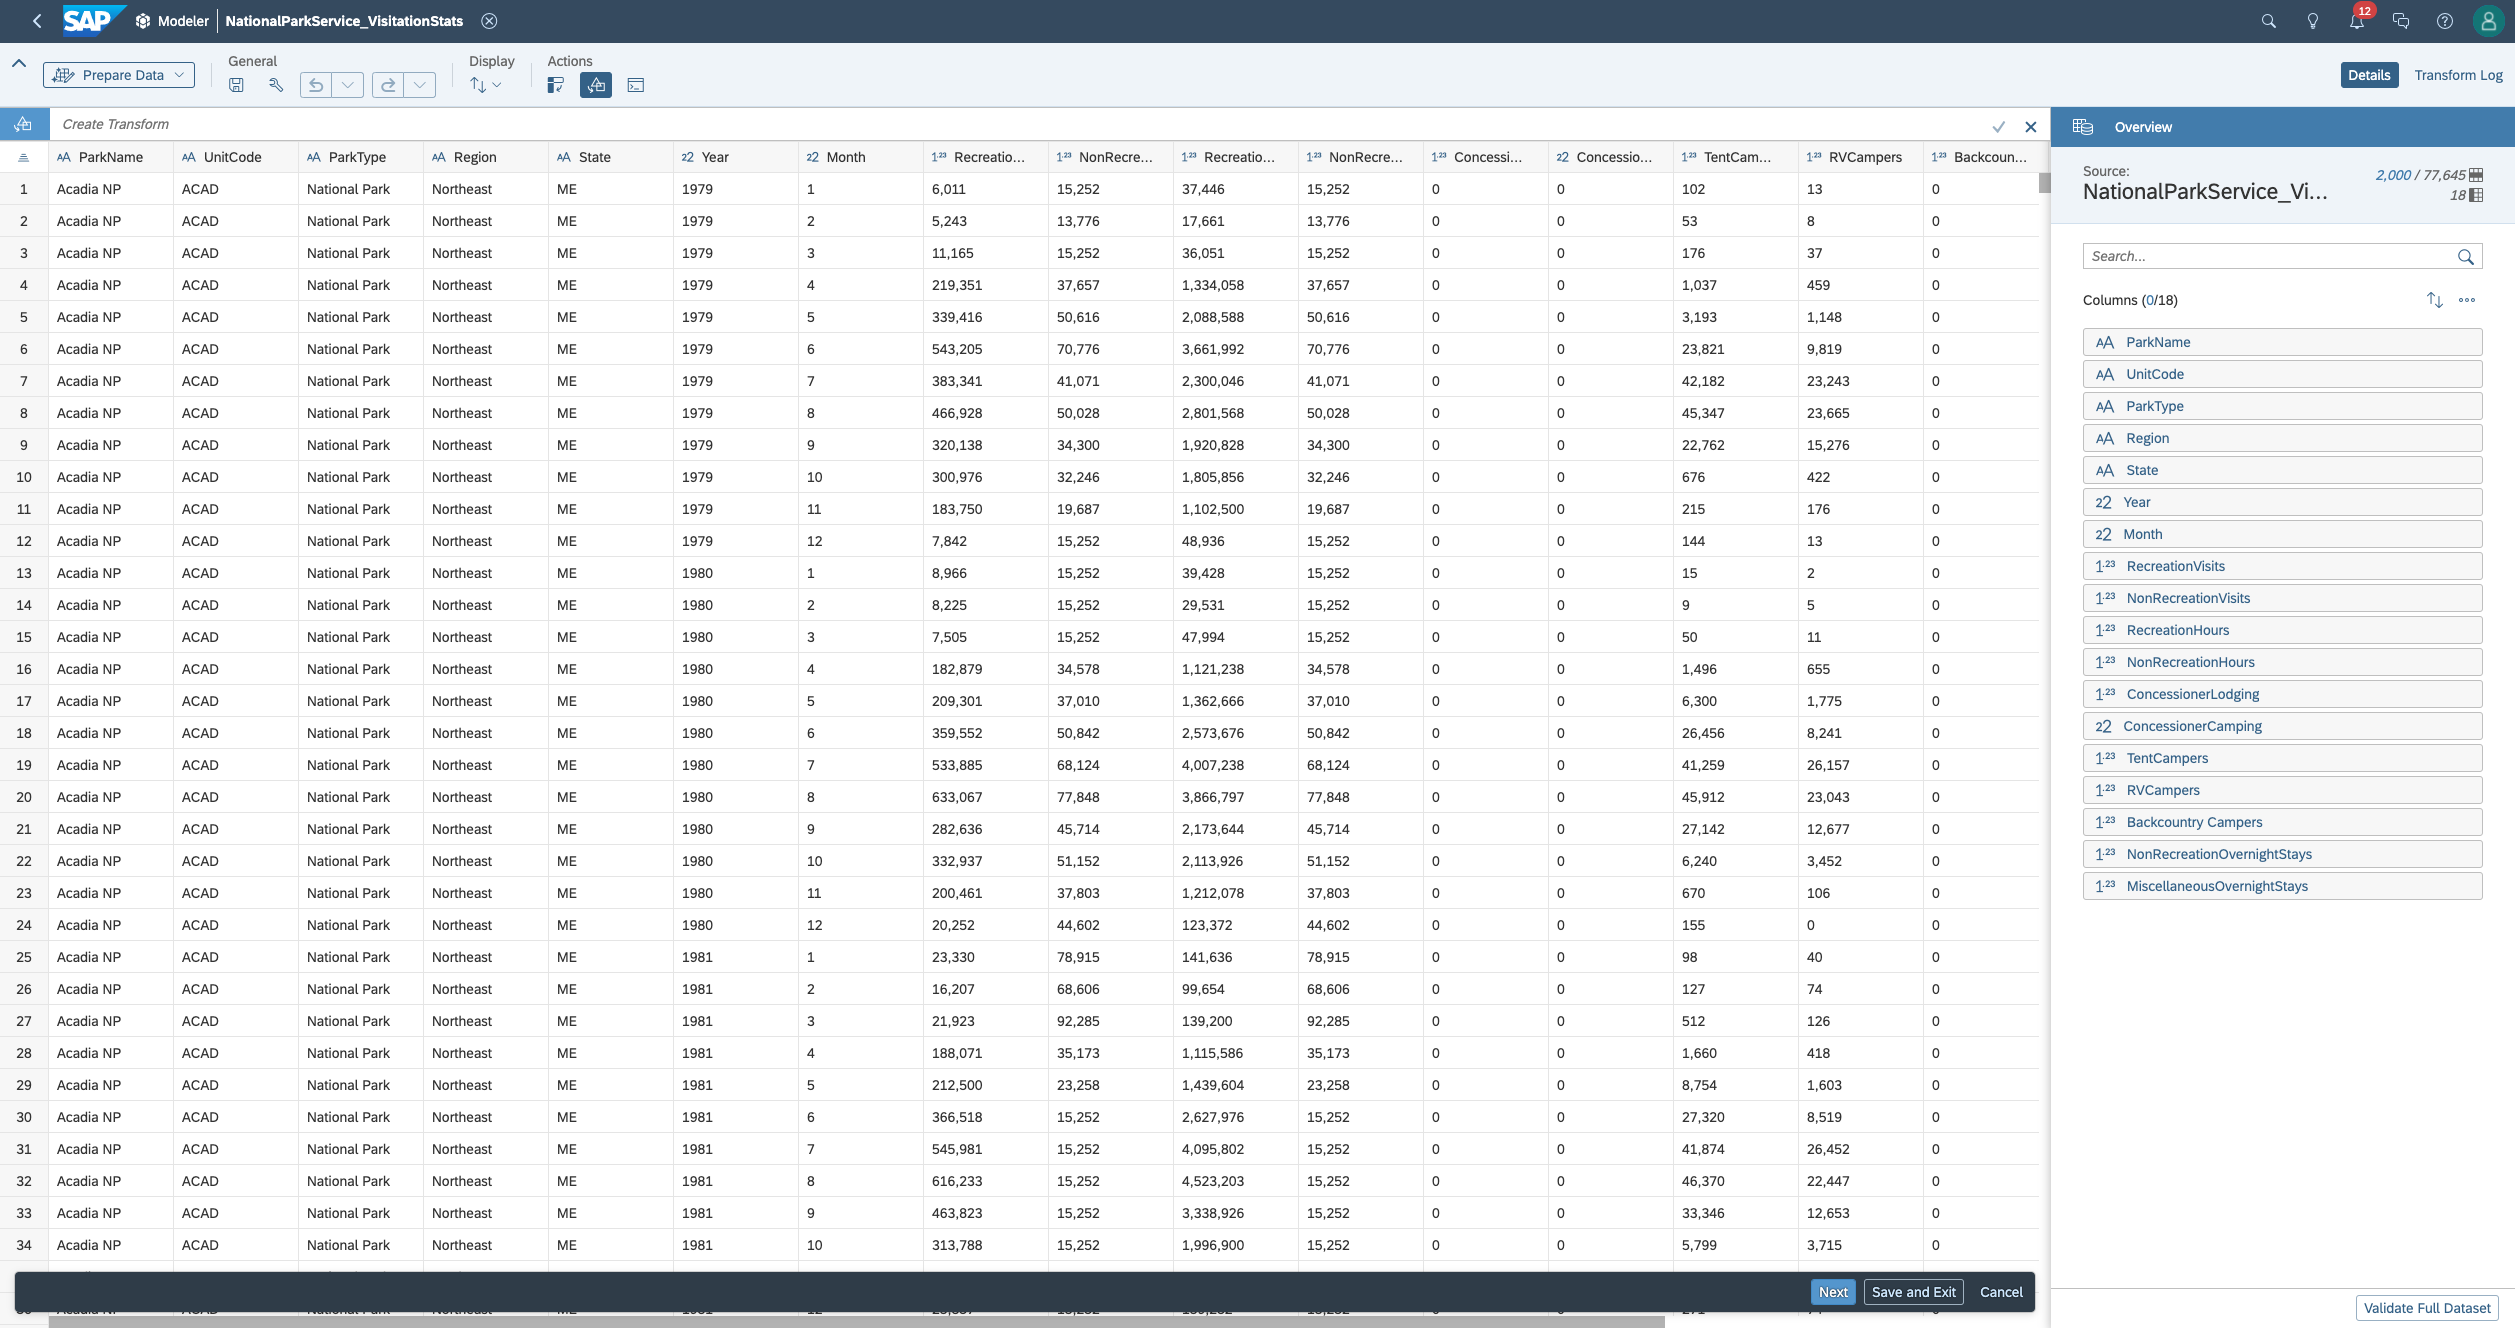 SAP Modeler NationalParkService_VisitationStats 12
Prepare Data General Display Actions Details Transform Log
Create Transform
ParkName UnitCode ParkType Region State Year Month Recreatio... NonRecre... Recreatio... NonRecre... Concessi... Concessio... TentCam... RVCampers Backcoun...
1 Acadia NP ACAD National Park Northeast ME 1979 1 6,011 15,252 37,446 15,252 0 0 102 13 0
2 Acadia NP ACAD National Park Northeast ME 1979 2 5,243 13,776 17,661 13,776 0 0 53 8 0
3 Acadia NP ACAD National Park Northeast ME 1979 3 11,165 15,252 36,051 15,252 0 0 176 37 0
4 Acadia NP ACAD National Park Northeast ME 1979 4 219,351 37,657 1,334,058 37,657 0 0 1,037 459 0
5 Acadia NP ACAD National Park Northeast ME 1979 5 339,416 50,616 2,088,588 50,616 0 0 3,193 1,148 0
6 Acadia NP ACAD National Park Northeast ME 1979 6 543,205 70,776 3,661,992 70,776 0 0 23,821 9,819 0
7 Acadia NP ACAD National Park Northeast ME 1979 7 383,341 41,071 2,300,046 41,071 0 0 42,182 23,243 0
8 Acadia NP ACAD National Park Northeast ME 1979 8 466,928 50,028 2,801,568 50,028 0 0 45,347 23,665 0
9 Acadia NP ACAD National Park Northeast ME 1979 9 320,138 34,300 1,920,828 34,300 0 0 22,762 15,276 0
10 Acadia NP ACAD National Park Northeast ME 1979 10 300,976 32,246 1,805,856 32,246 0 0 676 422 0
11 Acadia NP ACAD National Park Northeast ME 1979 11 183,750 19,687 1,102,500 19,687 0 0 215 176 0
12 Acadia NP ACAD National Park Northeast ME 1979 12 7,842 15,252 48,936 15,252 0 0 144 13 0
13 Acadia NP ACAD National Park Northeast ME 1980 1 8,966 15,252 39,428 15,252 0 0 15 2 0
14 Acadia NP ACAD National Park Northeast ME 1980 2 8,225 15,252 29,531 15,252 0 0 9 5 0
15 Acadia NP ACAD National Park Northeast ME 1980 3 7,505 15,252 47,994 15,252 0 0 50 11 0
16 Acadia NP ACAD National Park Northeast ME 1980 4 182,879 34,578 1,121,238 34,578 0 0 1,496 655 0
17 Acadia NP ACAD National Park Northeast ME 1980 5 209,301 37,010 1,362,666 37,010 0 0 6,300 1,775 0
18 Acadia NP ACAD National Park Northeast ME 1980 6 359,552 50,842 2,573,676 50,842 0 0 26,456 8,241 0
19 Acadia NP ACAD National Park Northeast ME 1980 7 533,885 68,124 4,007,238 68,124 0 0 41,259 26,157 0
20 Acadia NP ACAD National Park Northeast ME 1980 8 633,067 77,848 3,866,797 77,848 0 0 45,912 23,043 0
21 Acadia NP ACAD National Park Northeast ME 1980 9 282,636 45,714 2,173,644 45,714 0 0 27,142 12,677 0
22 Acadia NP ACAD National Park Northeast ME 1980 10 332,937 51,152 2,113,926 51,152 0 0 6,240 3,452 0
23 Acadia NP ACAD National Park Northeast ME 1980 11 200,461 37,803 1,212,078 37,803 0 0 670 106 0
24 Acadia NP ACAD National Park Northeast ME 1980 12 20,252 44,602 123,372 44,602 0 0 155 0 0
25 Acadia NP ACAD National Park Northeast ME 1981 1 23,330 78,915 141,636 78,915 0 0 98 40 0
26 Acadia NP ACAD National Park Northeast ME 1981 2 16,207 68,606 99,654 68,606 0 0 127 74 0
27 Acadia NP ACAD National Park Northeast ME 1981 3 21,923 92,285 139,200 92,285 0 0 512 126 0
28 Acadia NP ACAD National Park Northeast ME 1981 4 188,071 35,173 1,115,586 35,173 0 0 1,660 418 0
29 Acadia NP ACAD National Park Northeast ME 1981 5 212,500 23,258 1,439,604 23,258 0 0 8,754 1,603 0
30 Acadia NP ACAD National Park Northeast ME 1981 6 366,518 15,252 2,627,976 15,252 0 0 27,320 8,519 0
31 Acadia NP ACAD National Park Northeast ME 1981 7 545,981 15,252 4,095,802 15,252 0 0 41,874 26,452 0
32 Acadia NP ACAD National Park Northeast ME 1981 8 616,233 15,252 4,523,203 15,252 0 0 46,370 22,447 0
33 Acadia NP ACAD National Park Northeast ME 1981 9 463,823 15,252 3,338,926 15,252 0 0 33,346 12,653 0
34 Acadia NP ACAD National Park Northeast ME 1981 10 313,788 15,252 1,996,900 15,252 0 0 5,799 3,715 0
Next Save and Exit Cancel
Overview
Source: 2,000 / 77,645
NationalParkService_Vi... 18
Search...
Columns (0/18)
ParkName
UnitCode
ParkType
Region
State
Year
Month
RecreationVisits
NonRecreationVisits
RecreationHours
NonRecreationHours
ConcessionerLodging
ConcessionerCamping
TentCampers
RVCampers
Backcountry Campers
NonRecreationOvernightStays
MiscellaneousOvernightStays
Validate Full Dataset